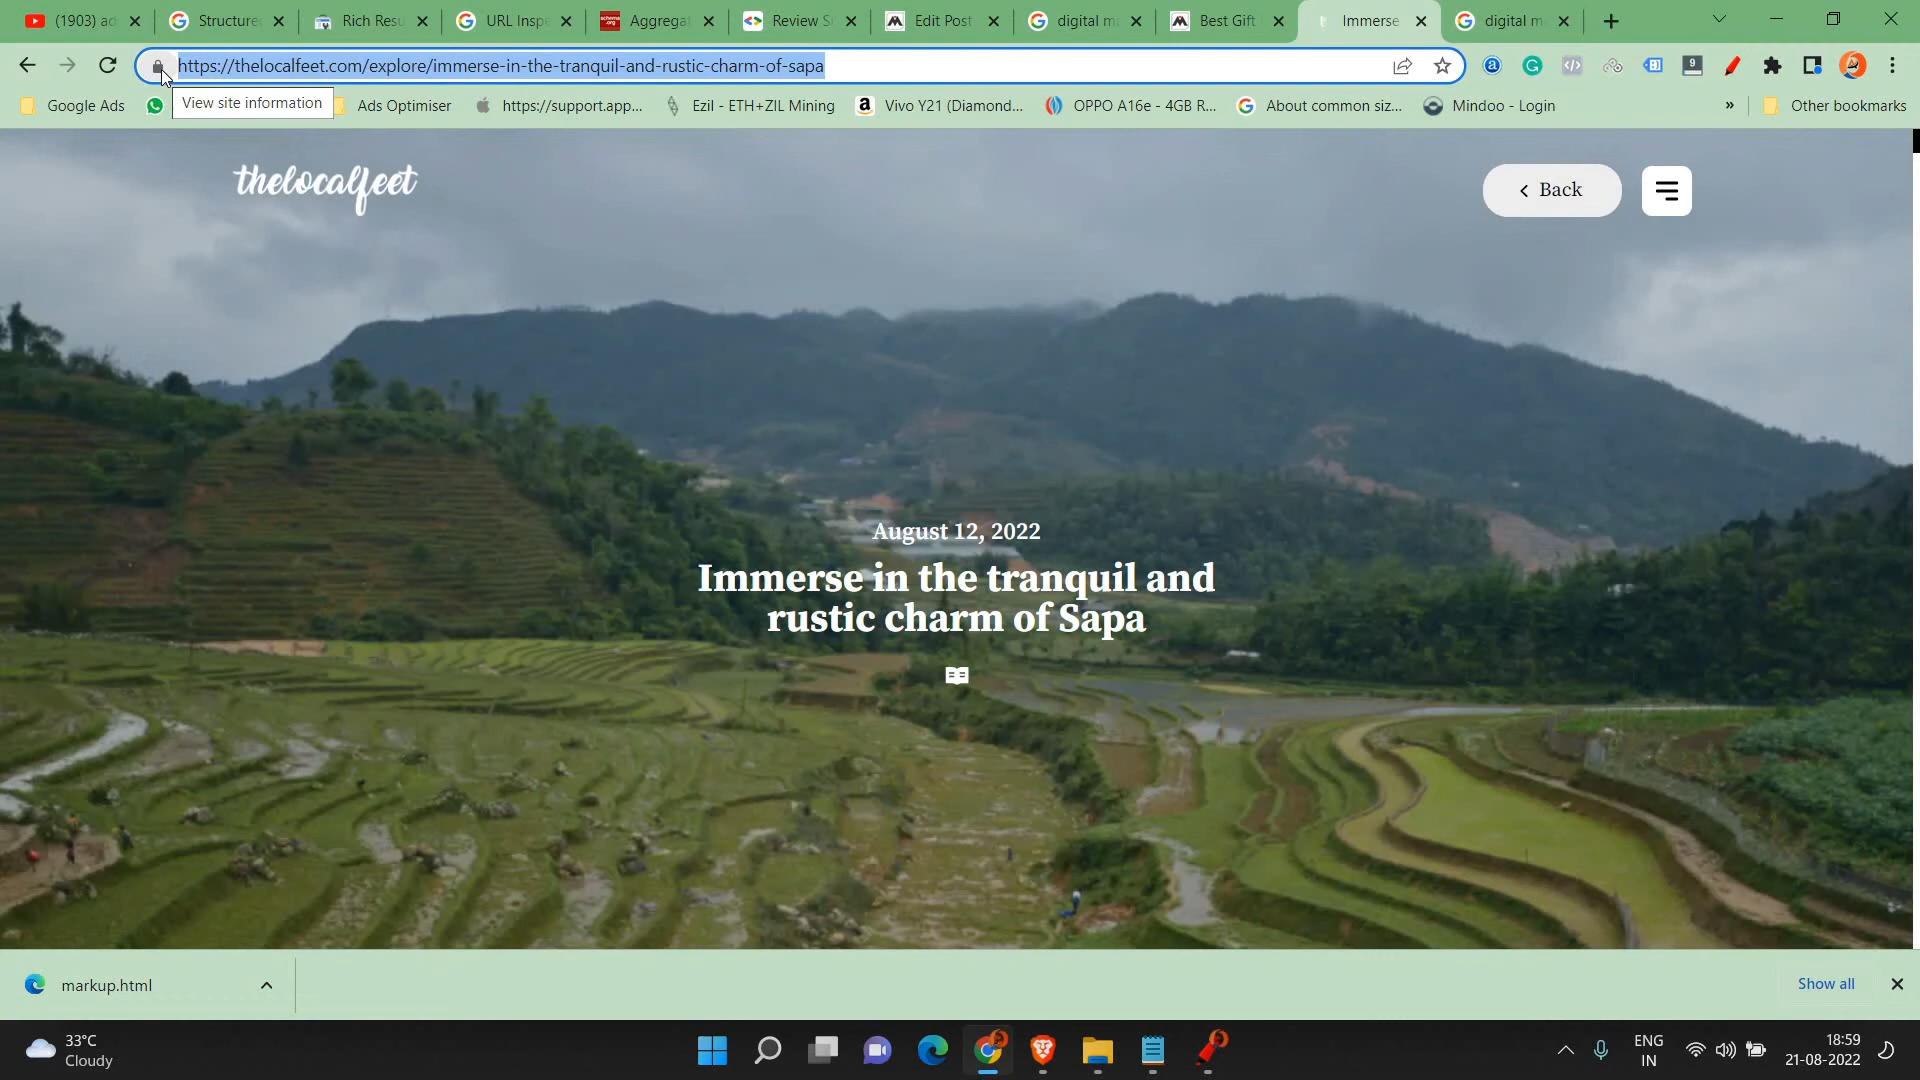 (1903) ad
Structured
Rich Resu
URL Inspe
Aggregat
Review S
Edit Post
digital ma
Best Gift
Immerse
digital m
https://thelocalfeet.com/explore/immerse-in-the-tranquil-and-rustic-charm-of-sapa
9
Google Ads
View site information
Ads Optimiser
https://support.app...
Ezil - ETH+ZIL Mining
Vivo Y21 (Diamond...
OPPO A16e - 4GB R...
About common siz...
Mindoo - Login
»
Other bookmarks
thelocalfeet
Back
August 12, 2022
Immerse in the tranquil and
rustic charm of Sapa
markup.html
Show all
33°C
Cloudy
ENG
IN
18:59
21-08-2022